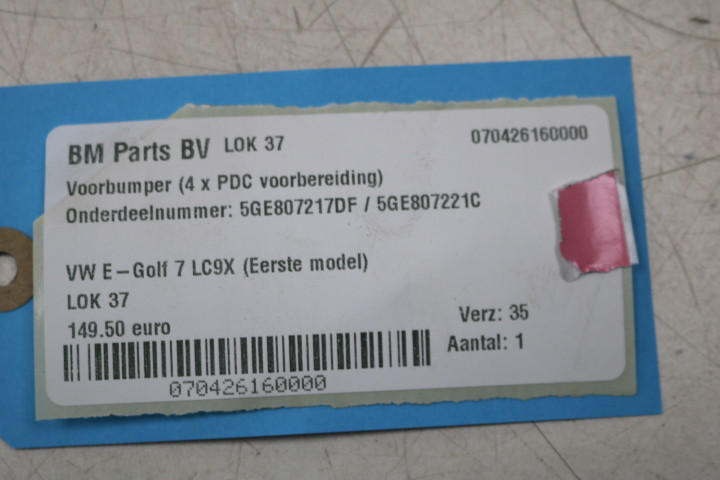 BM Parts BV LOK 37 070426160000
Voorbumper (4 x PDC voorbereiding)
Onderdeelnummer: 5GE807217DF / 5GE807221C
VW E-Golf 7 LC9X (Eerste model)
LOK 37
149.50 euro
Verz: 35
Aantal: 1
070426160000